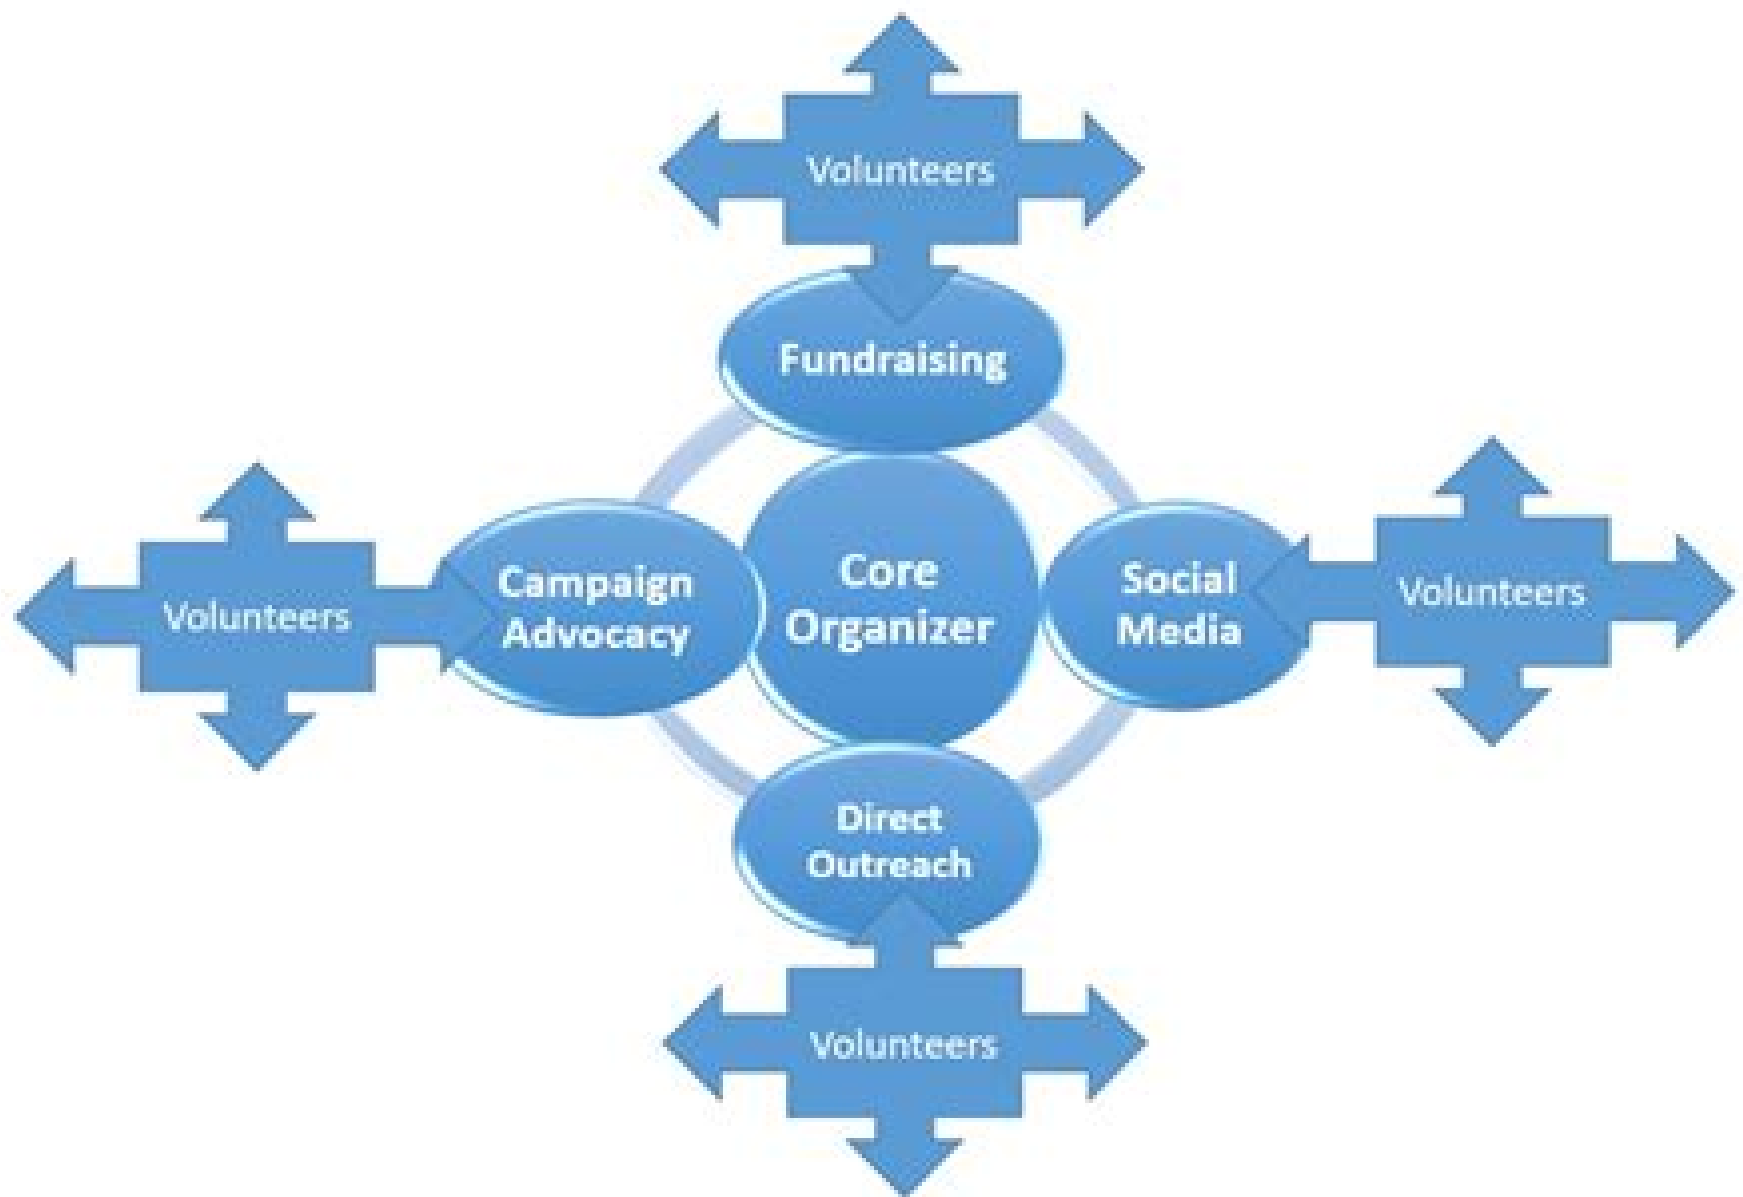 Volunteers
Fundraising
Volunteers
Campaign
Advocacy
Core
Organizer
Social
Media
Volunteers
Direct
Outreach
Volunteers